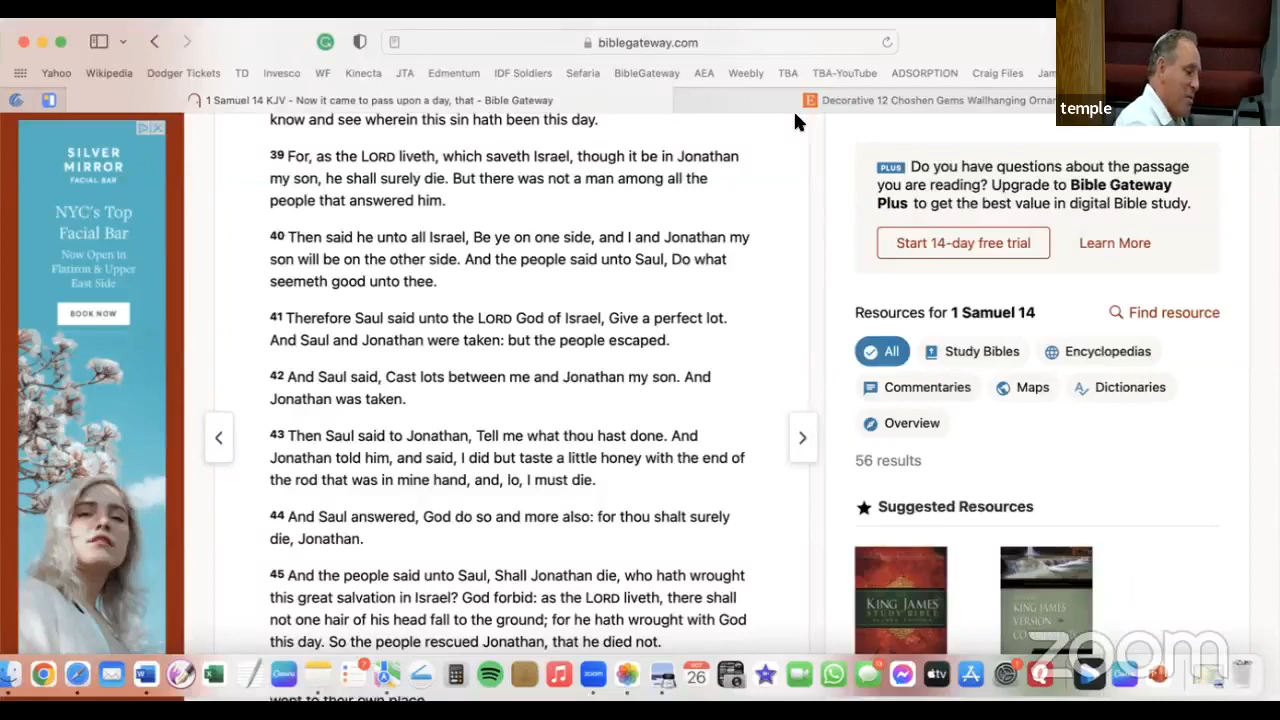 biblegateway.com
Yahoo Wikipedia Dodger Tickets TD Invesco WF Kinecta JTA Edmentum IDF Soldiers Sefaria BibleGateway AEA Weebly TBA TBA-YouTube ADSORPTION Craig Files Jam
temple
1 Samuel 14 KJV - Now it came to pass upon a day, that - Bible Gateway
Decorative 12 Choshen Gems Wallhanging Ornar
SILVER
MIRROR
FACIAL BAR
NYC's Top
Facial Bar
Now Open in
Flatiron & Upper
East Side
BOOK NOW
know and see wherein this sin hath been this day.
39 For, as the LORD liveth, which saveth Israel, though it be in Jonathan
my son, he shall surely die. But there was not a man among all the
people that answered him.
40 Then said he unto all Israel, Be ye on one side, and I and Jonathan my
son will be on the other side. And the people said unto Saul, Do what
seemeth good unto thee.
41 Therefore Saul said unto the LORD God of Israel, Give a perfect lot.
And Saul and Jonathan were taken: but the people escaped.
42 And Saul said, Cast lots between me and Jonathan my son. And
Jonathan was taken.
43 Then Saul said to Jonathan, Tell me what thou hast done. And
Jonathan told him, and said, I did but taste a little honey with the end of
the rod that was in mine hand, and, lo, I must die.
44 And Saul answered, God do so and more also: for thou shalt surely
die, Jonathan.
45 And the people said unto Saul, Shall Jonathan die, who hath wrought
this great salvation in Israel? God forbid: as the LORD liveth, there shall
not one hair of his head fall to the ground; for he hath wrought with God
this day. So the people rescued Jonathan, that he died not.
PLUS Do you have questions about the passage
you are reading? Upgrade to Bible Gateway
Plus to get the best value in digital Bible study.
Start 14-day free trial Learn More
Resources for 1 Samuel 14 Find resource
All Study Bibles Encyclopedias
Commentaries Maps Dictionaries
Overview
56 results
Suggested Resources
KING JAMES
STUDY BIBLE
KING JAMES
VERSION
zoom
OCT
26
tv
went to their own place.